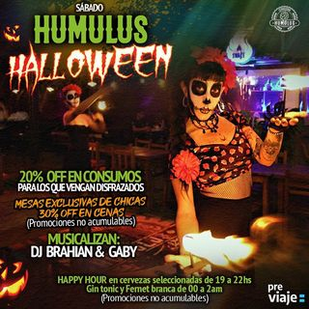 SÁBADO
HUMULUS
HALLOWEEN
HUMULUS
20% OFF EN CONSUMOS
PARA LOS QUE VENGAN DISFRAZADOS
MESAS EXCLUSIVAS DE CHICAS
30% OFF EN CENAS
(Promociones no acumulables)
MUSICALIZAN:
DJ BRAHIAN & GABY
HAPPY HOUR en cervezas seleccionadas de 19 a 22hs
Gin tonic y Fernet branca de 00 a 2am
(Promociones no acumulables)
pre
viaje